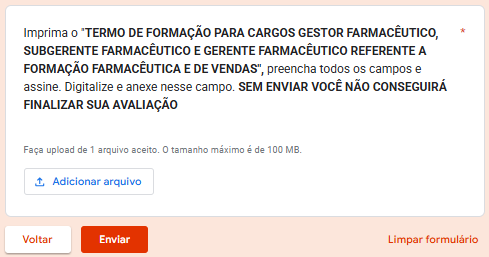 Imprima o "TERMO DE FORMAÇÃO PARA CARGOS GESTOR FARMACÊUTICO, *
SUBGERENTE FARMACÊUTICO E GERENTE FARMACÊUTICO REFERENTE A
FORMAÇÃO FARMACÊUTICA E DE VENDAS", preencha todos os campos e
assine. Digitalize e anexe nesse campo. SEM ENVIAR VOCÊ NÃO CONSEGUIRÁ
FINALIZAR SUA AVALIAÇÃO
Faça upload de 1 arquivo aceito. O tamanho máximo é de 100 MB.
Adicionar arquivo
Voltar Enviar Limpar formulário